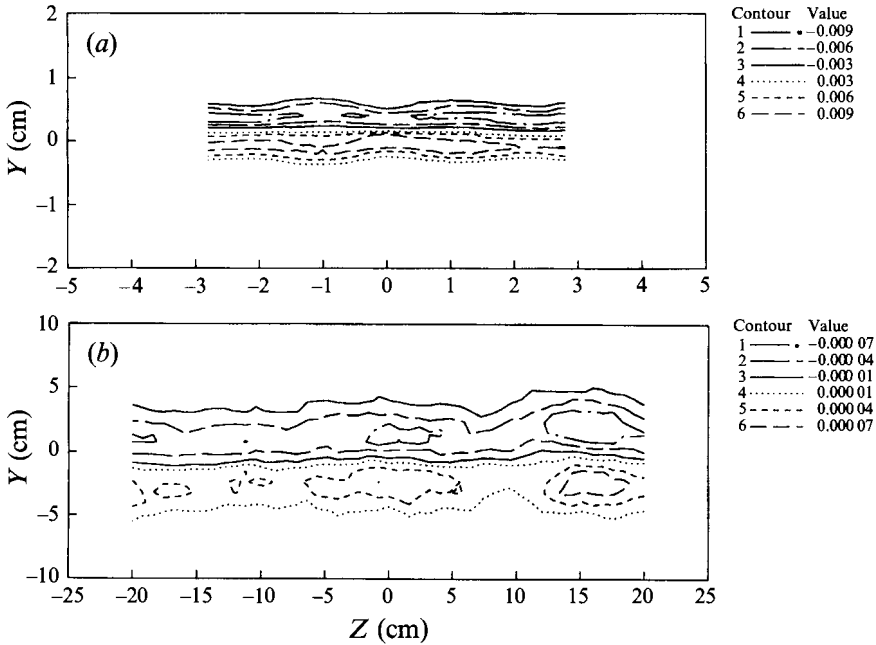 (a)
Y (cm)
2
1
0
−1
−2
−5 −4 −3 −2 −1 0 1 2 3 4 5
Contour Value
1 −0.009
2 −0.006
3 −0.003
4 0.003
5 0.006
6 0.009
(b)
Y (cm)
10
5
0
−5
−10
−25 −20 −15 −10 −5 0 5 10 15 20 25
Z (cm)
Contour Value
1 −0.000 07
2 −0.000 04
3 −0.000 01
4 0.000 01
5 0.000 04
6 0.000 07